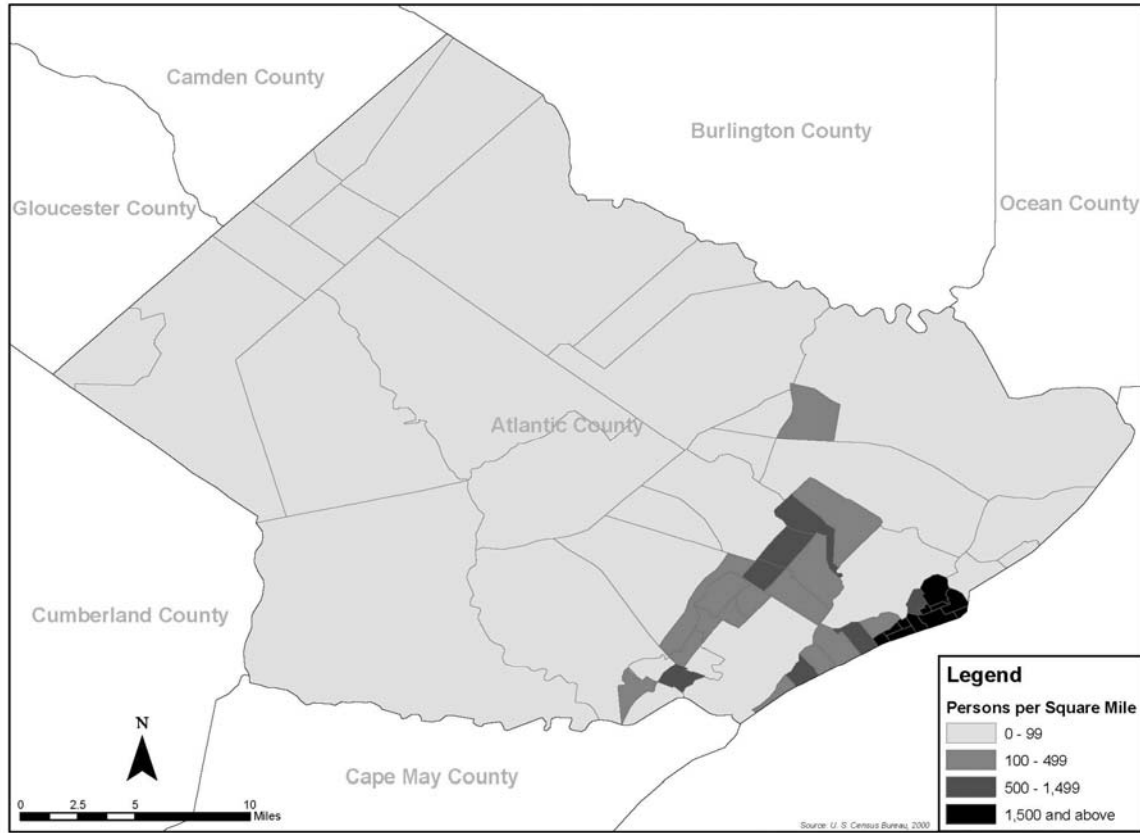 Camden County
Burlington County
Gloucester County
Ocean County
Atlantic County
Cumberland County
Cape May County
N
0 2.5 5 10
Miles
Legend
Persons per Square Mile
0 - 99
100 - 499
500 - 1,499
1,500 and above
Source: U. S. Census Bureau, 2000